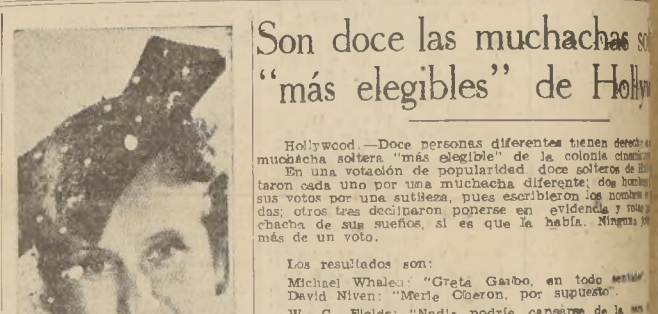 Son doce las muchachas
"más elegibles" de
Hollywood.—Doce personas diferentes tienen
muchacha soltera "más elegible" de la colonia
En una votación de popularidad, doce solteros de
taron cada uno por una muchacha diferente; dos
sus votos por una sutileza, pues escribieron los nombres
das; otros tres declinaron ponerse en evidencia y
chacha de sus sueños, si es que la había. Ninguna
más de un voto.
Los resultados son:
Michael Whalen: "Greta Garbo, en todo
David Niven: "Merle Oberon, por supuesto".
W. C. Fields: "Nadie podría cansarse de la